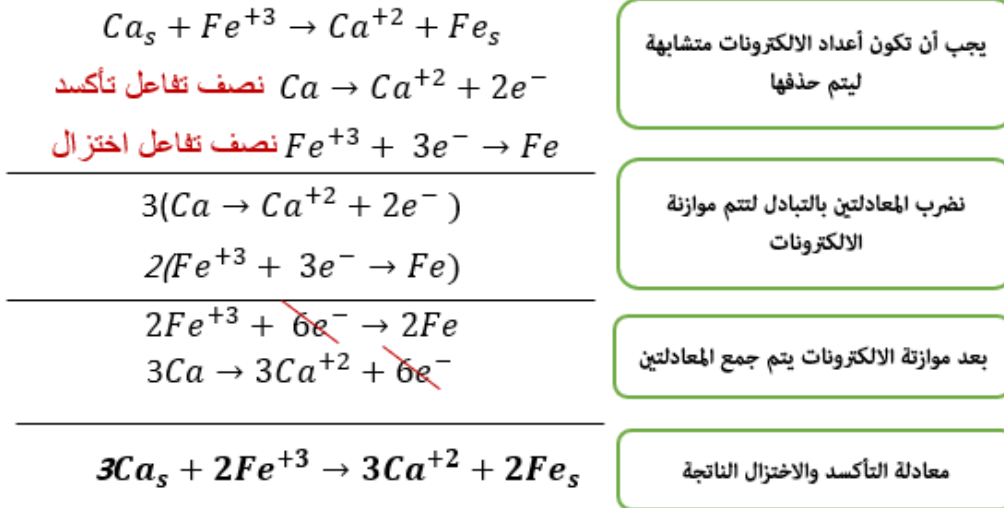 Ca_s + Fe^{+3} → Ca^{+2} + Fe_s
نصف تفاعل تأكسد Ca → Ca^{+2} + 2e^-
نصف تفاعل اختزال Fe^{+3} + 3e^- → Fe
يجب أن تكون أعداد الالكترونات متشابهة
ليتم حذفها
3(Ca → Ca^{+2} + 2e^- )
2(Fe^{+3} + 3e^- → Fe)
نضرب المعادلتين بالتبادل لتتم موازنة
الالكترونات
2Fe^{+3} + 6e^- → 2Fe
3Ca → 3Ca^{+2} + 6e^-
بعد موازتة الالكترونات يتم جمع المعادلتين
3Ca_s + 2Fe^{+3} → 3Ca^{+2} + 2Fe_s
معادلة التأكسد والاختزال الناتجة